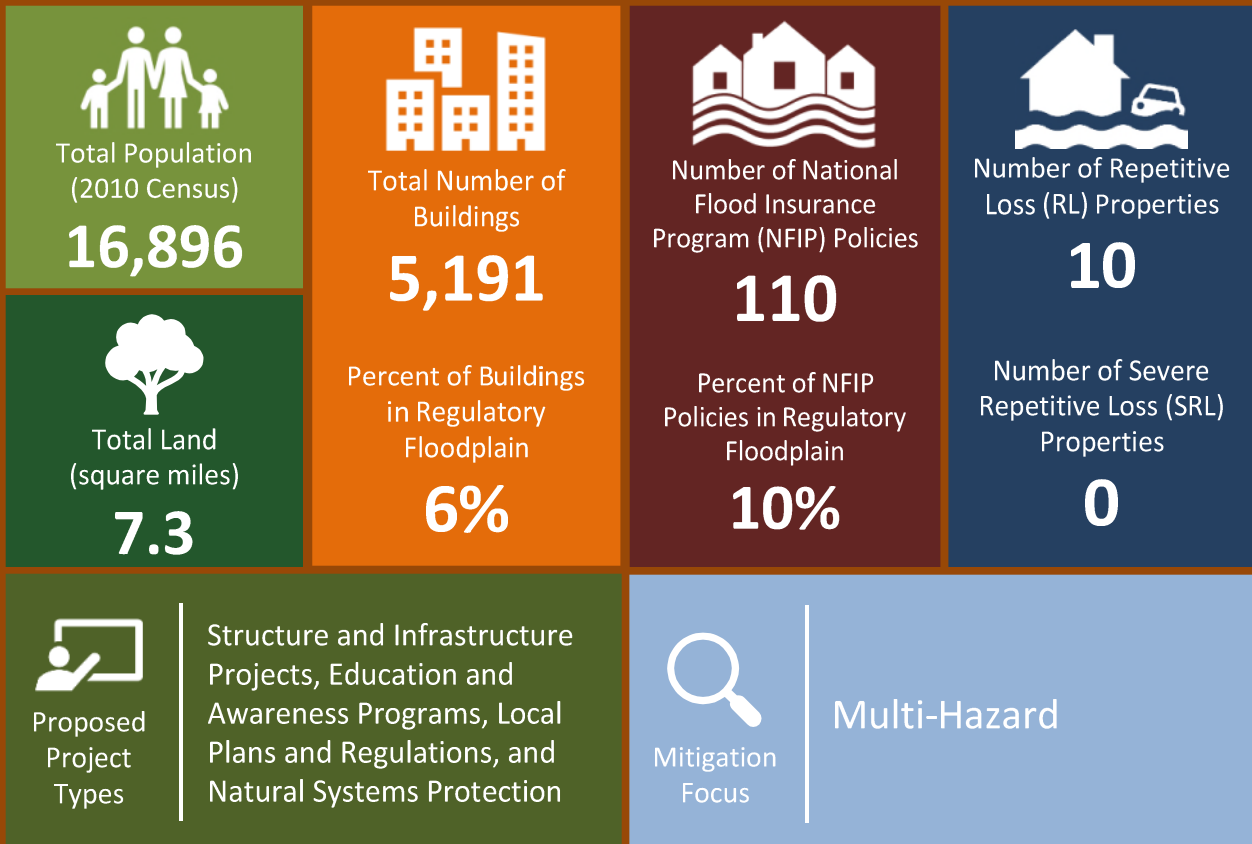 Total Population
(2010 Census)
16,896
Total Land
(square miles)
7.3
Total Number of
Buildings
5,191
Percent of Buildings
in Regulatory
Floodplain
6%
Number of National
Flood Insurance
Program (NFIP) Policies
110
Percent of NFIP
Policies in Regulatory
Floodplain
10%
Number of Repetitive
Loss (RL) Properties
10
Number of Severe
Repetitive Loss (SRL)
Properties
0
Proposed
Project
Types
Structure and Infrastructure
Projects, Education and
Awareness Programs, Local
Plans and Regulations, and
Natural Systems Protection
Mitigation
Focus
Multi-Hazard